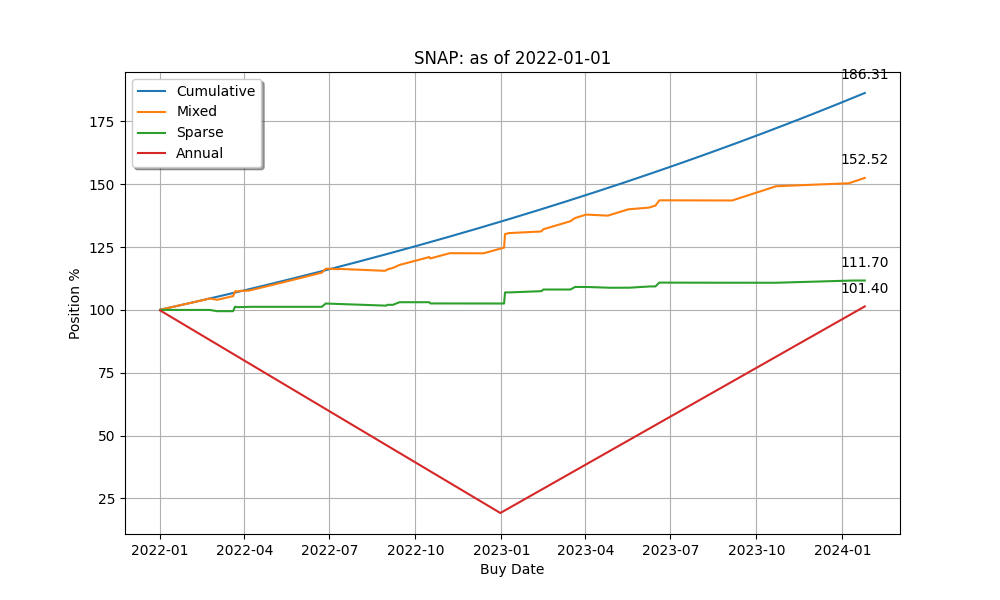 SNAP: as of 2022-01-01
Cumulative
Mixed
Sparse
Annual
186.31
152.52
111.70
101.40
175
150
125
100
75
50
25
Position %
2022-01 2022-04 2022-07 2022-10 2023-01 2023-04 2023-07 2023-10 2024-01
Buy Date